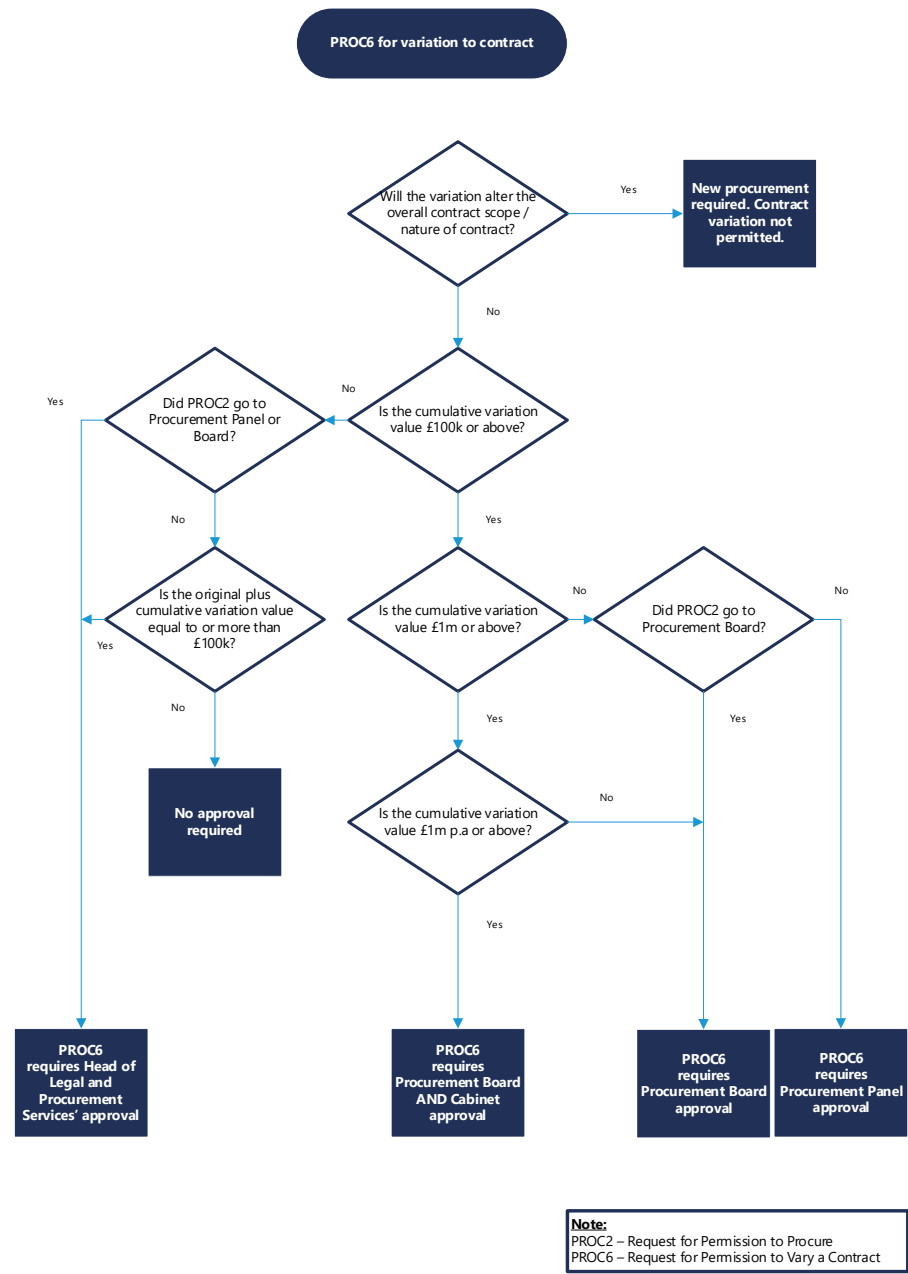 PROC6 for variation to contract
Will the variation alter the
overall contract scope /
nature of contract?
Yes
New procurement
required. Contract
variation not
permitted.
No
Is the cumulative variation
value £100k or above?
No
Did PROC2 go to
Procurement Panel or
Board?
Yes
No
Yes
Is the original plus
cumulative variation value
equal to or more than
£100k?
Yes
No
No approval
required
Is the cumulative variation
value £1m or above?
No
Did PROC2 go to
Procurement Board?
No
Yes
Yes
Is the cumulative variation
value £1m p.a or above?
No
Yes
PROC6
requires Head of
Legal and
Procurement
Services’ approval
PROC6
requires
Procurement Board
AND Cabinet
approval
PROC6
requires
Procurement Board
approval
PROC6
requires
Procurement Panel
approval
Note:
PROC2 – Request for Permission to Procure
PROC6 – Request for Permission to Vary a Contract